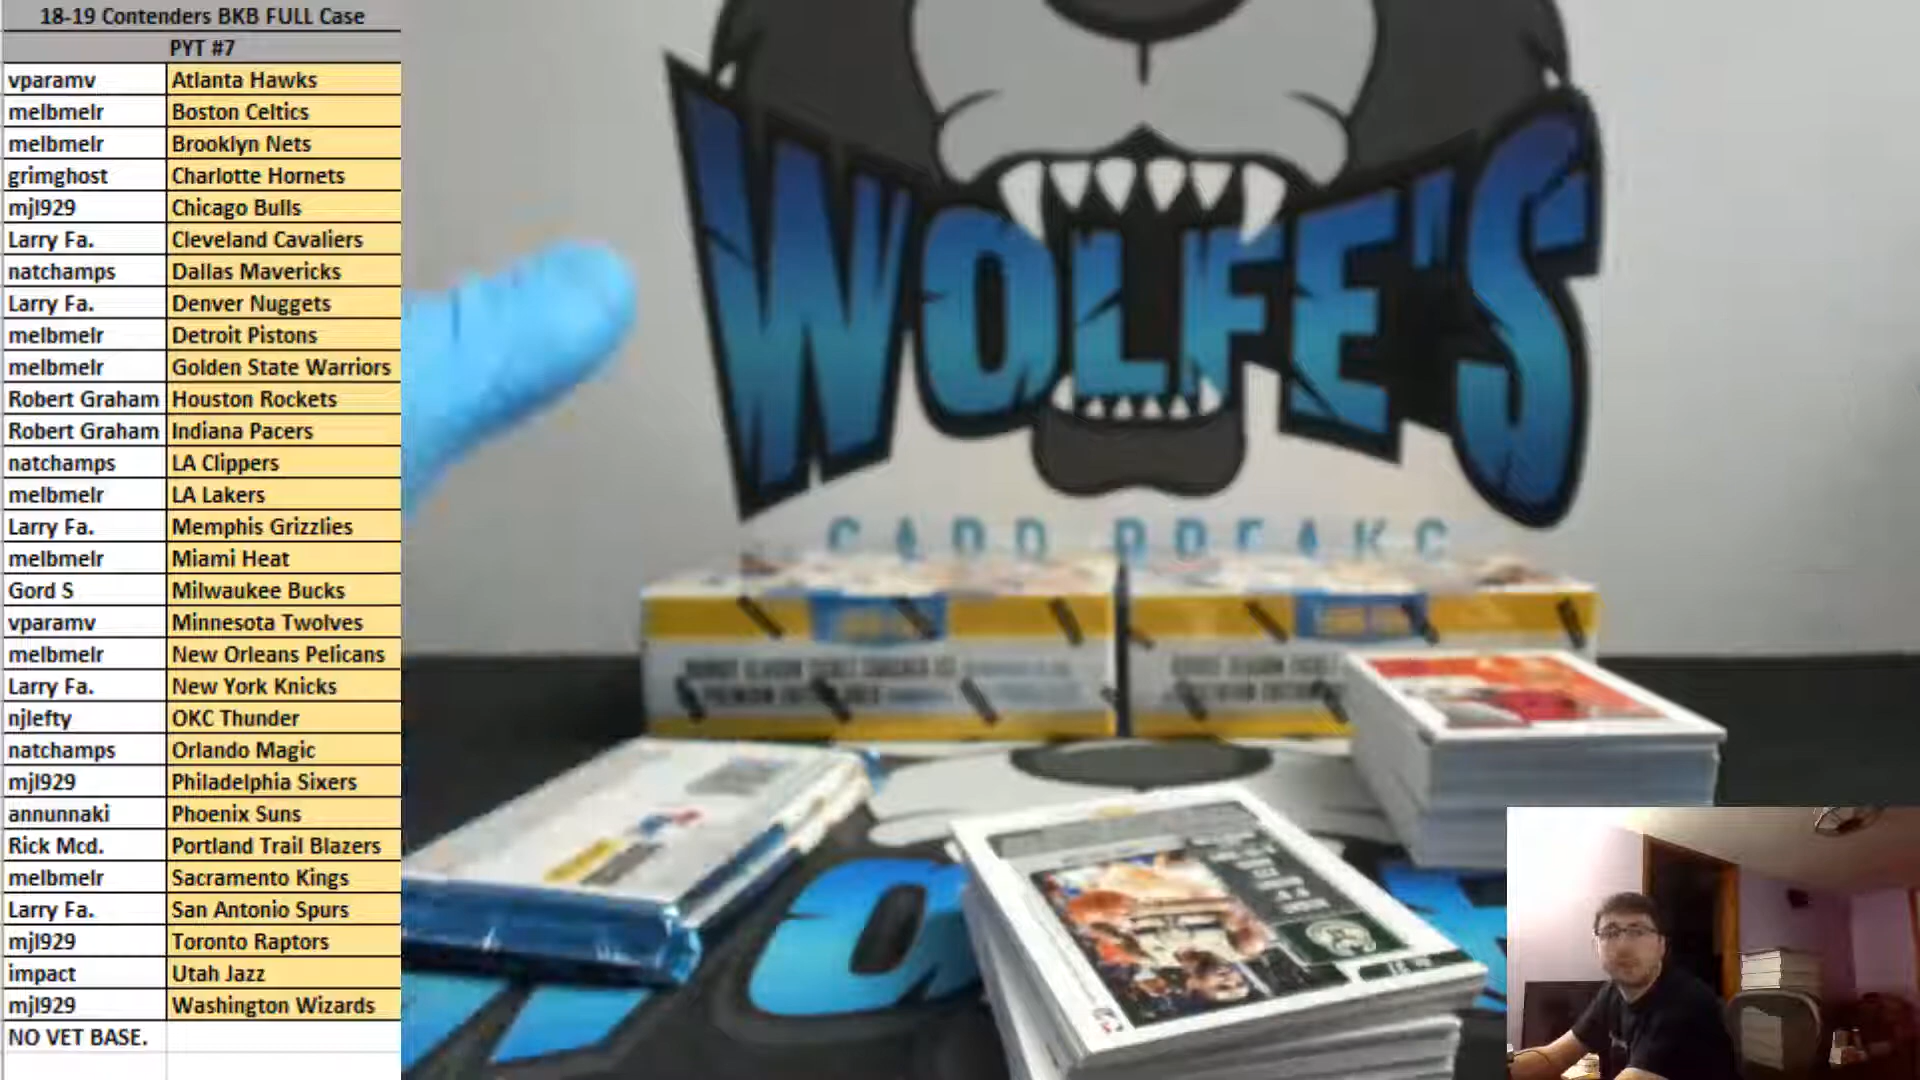 18-19 Contenders BKB FULL Case
PYT #7
vparamv Atlanta Hawks
melbmelr Boston Celtics
melbmelr Brooklyn Nets
grimghost Charlotte Hornets
mjl929 Chicago Bulls
Larry Fa. Cleveland Cavaliers
natchamps Dallas Mavericks
Larry Fa. Denver Nuggets
melbmelr Detroit Pistons
melbmelr Golden State Warriors
Robert Graham Houston Rockets
Robert Graham Indiana Pacers
natchamps LA Clippers
melbmelr LA Lakers
Larry Fa. Memphis Grizzlies
melbmelr Miami Heat
Gord S Milwaukee Bucks
vparamv Minnesota Twolves
melbmelr New Orleans Pelicans
Larry Fa. New York Knicks
njlefty OKC Thunder
natchamps Orlando Magic
mjl929 Philadelphia Sixers
annunnaki Phoenix Suns
Rick Mcd. Portland Trail Blazers
melbmelr Sacramento Kings
Larry Fa. San Antonio Spurs
mjl929 Toronto Raptors
impact Utah Jazz
mjl929 Washington Wizards
NO VET BASE.
WOLFE'S
CARD BREAKS